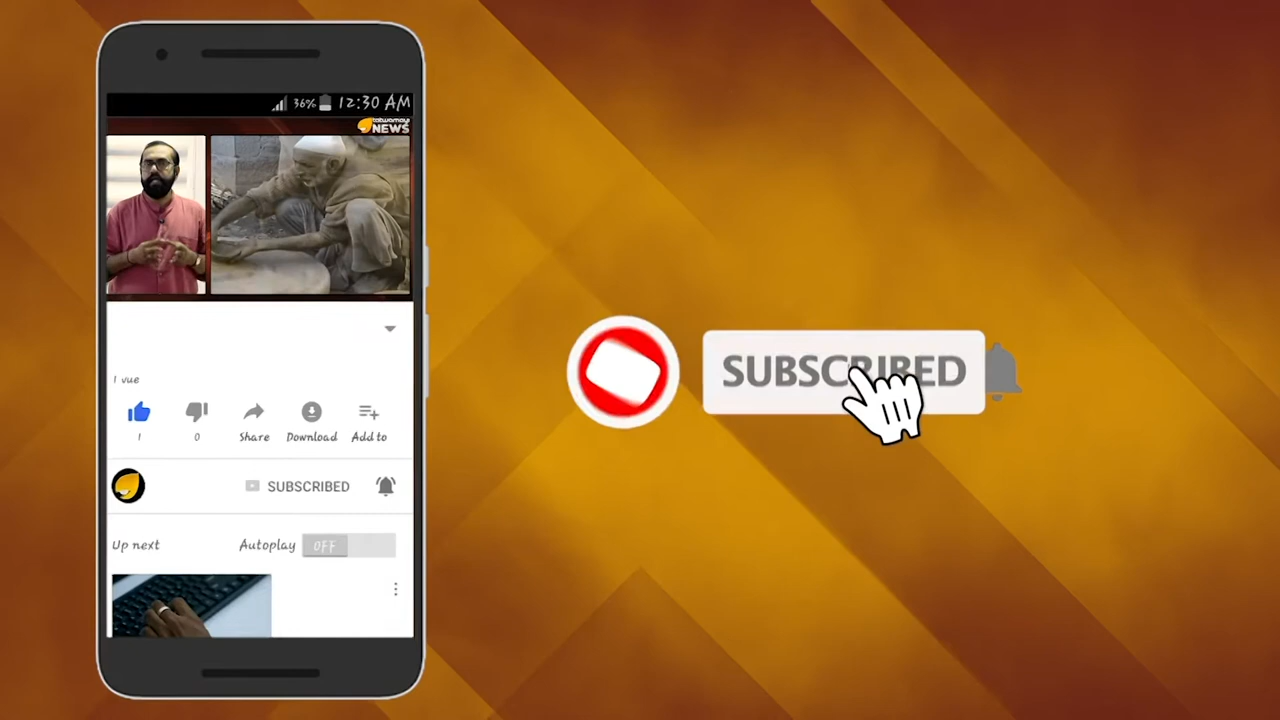 36% 12:30 AM
tatwamayi
NEWS
1 vue
1
0
Share
Download
Add to
SUBSCRIBED
Up next
Autoplay
OFF
SUBSCRIBED